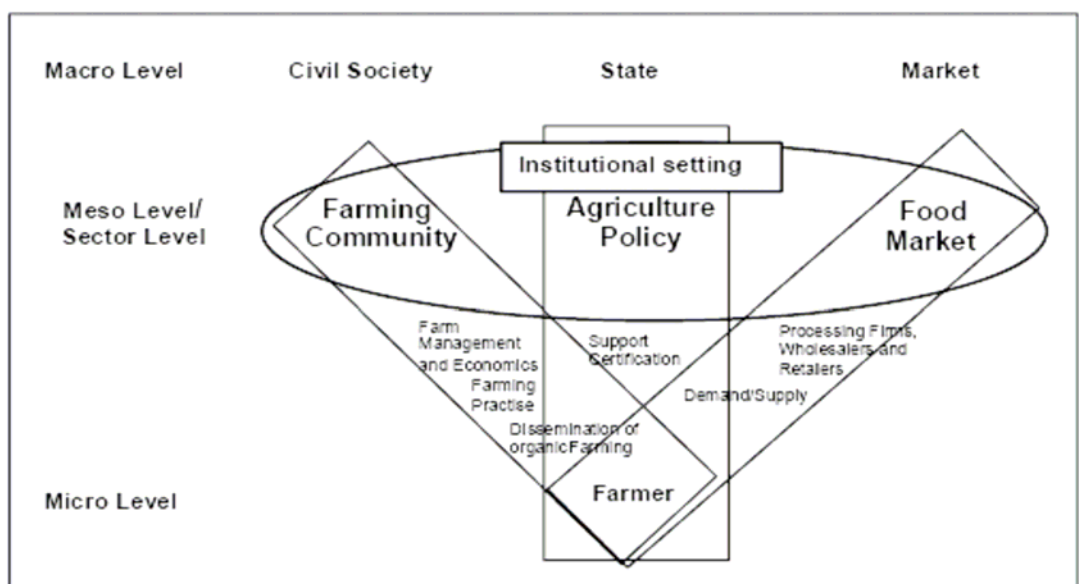 Macro Level
Civil Society
State
Market
Institutional setting
Meso Level/
Sector Level
Farming
Community
Agriculture
Policy
Food
Market
Farm
Management
and Economics
Farming
Practise
Support
Certification
Processing Firms,
Wholesalers and
Retailers
Demand/Supply
Dissemination of
organicFarming
Micro Level
Farmer